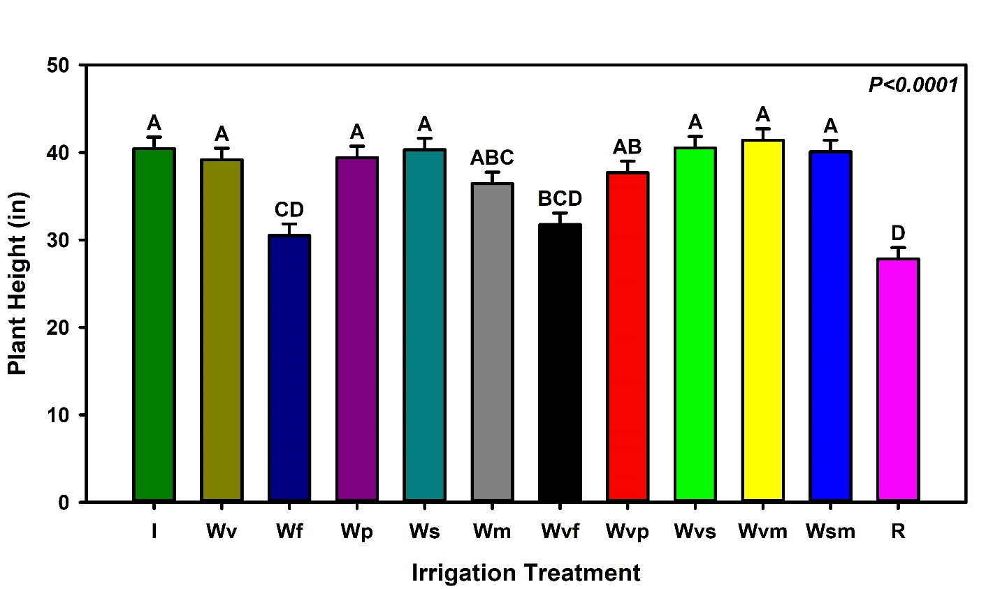 P<0.0001
50
40
30
20
10
0
Plant Height (in)
A
A
CD
A
A
ABC
BCD
AB
A
A
A
D
I Wv Wf Wp Ws Wm Wvf Wvp Wvs Wvm Wsm R
Irrigation Treatment